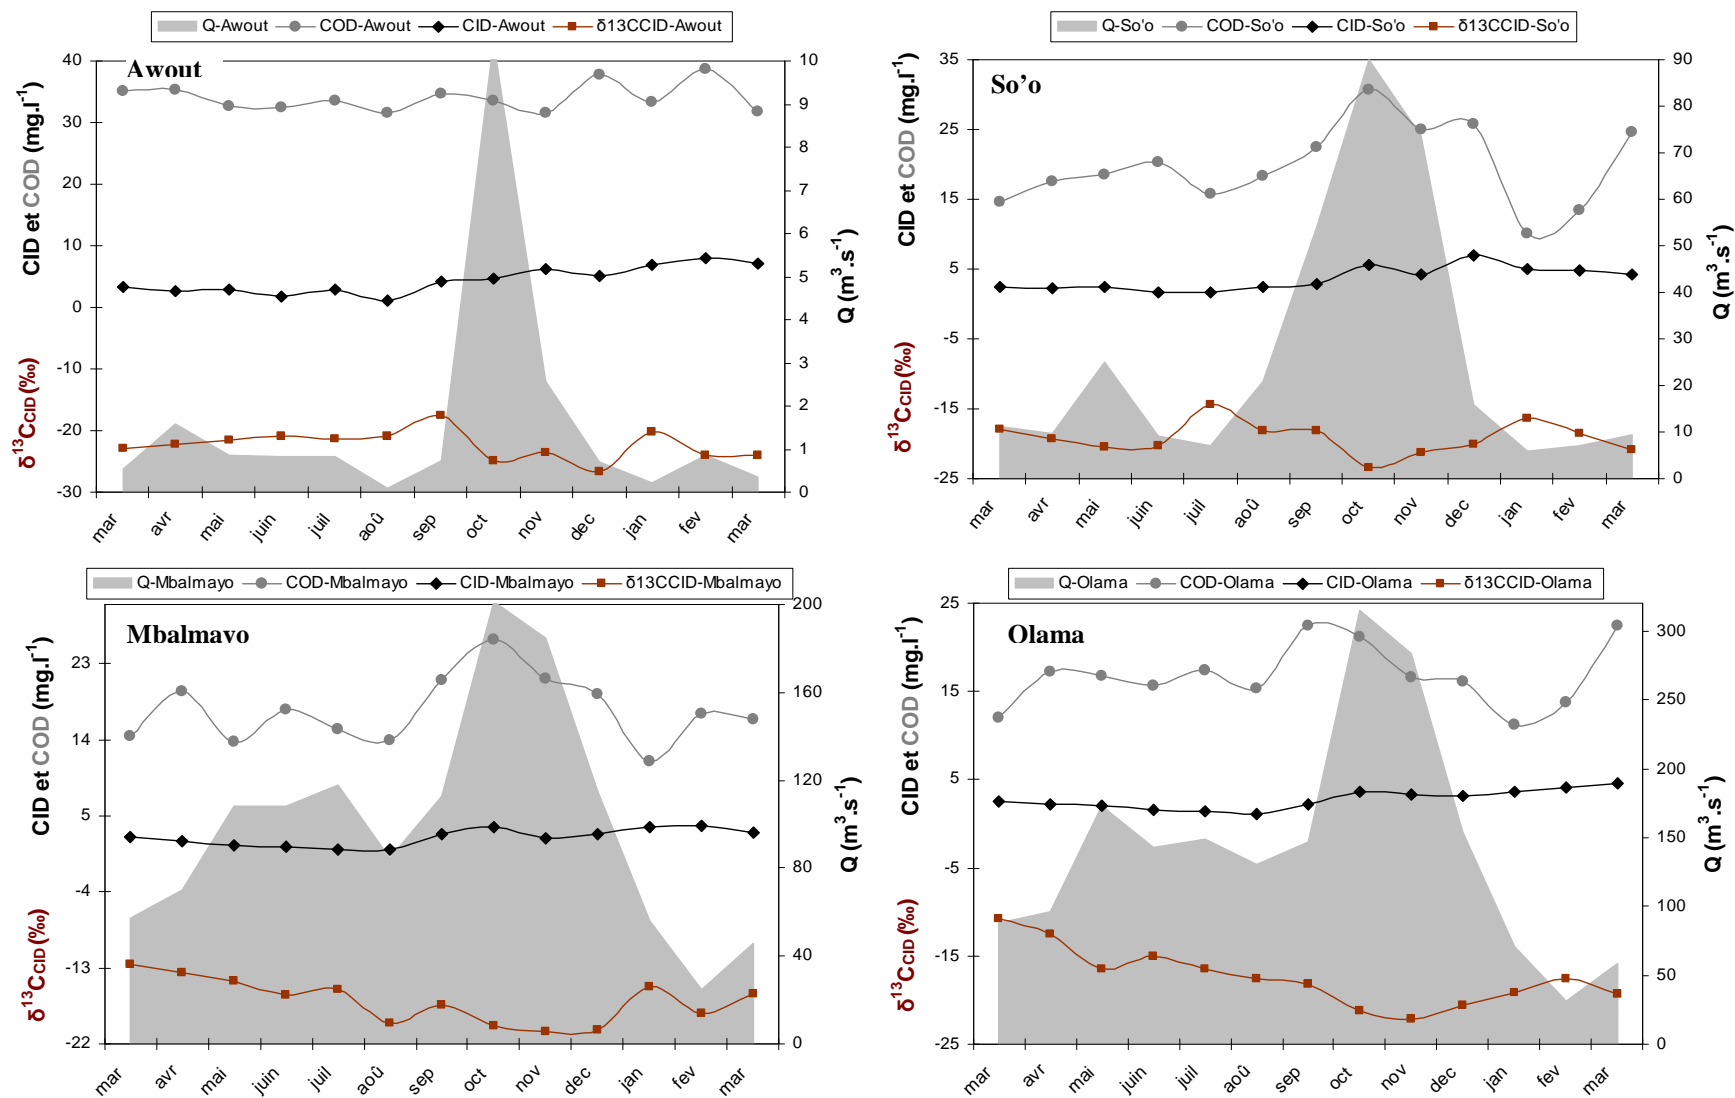 Q-Awout COD-Awout CID-Awout δ13CCID-Awout
Awout
CID et COD (mg.l⁻¹)
δ¹³CCID (‰)
40
30
20
10
0
-10
-20
-30
10
9
8
7
6
5
4
3
2
1
0
Q (m³.s⁻¹)
mar avr mai juin juil aoû sep oct nov dec jan fev mar
Q-So'o COD-So'o CID-So'o δ13CCID-So'o
So’o
CID et COD (mg.l⁻¹)
δ¹³CCID (‰)
35
25
15
5
-5
-15
-25
90
80
70
60
50
40
30
20
10
0
Q (m³.s⁻¹)
mar avr mai juin juil aoû sep oct nov dec jan fev mar
Q-Mbalmayo COD-Mbalmayo CID-Mbalmayo δ13CCID-Mbalmayo
Mbalmavo
CID et COD (mg.l⁻¹)
δ¹³CCID (‰)
23
14
5
-4
-13
-22
200
160
120
80
40
0
Q (m³.s⁻¹)
mar avr mai juin juil aoû sep oct nov dec jan fev mar
Q-Olama COD-Olama CID-Olama δ13CCID-Olama
Olama
CID et COD (mg.l⁻¹)
δ¹³CCID (‰)
25
15
5
-5
-15
-25
300
250
200
150
100
50
0
Q (m³.s⁻¹)
mar avr mai juin juil aoû sep oct nov dec jan fev mar